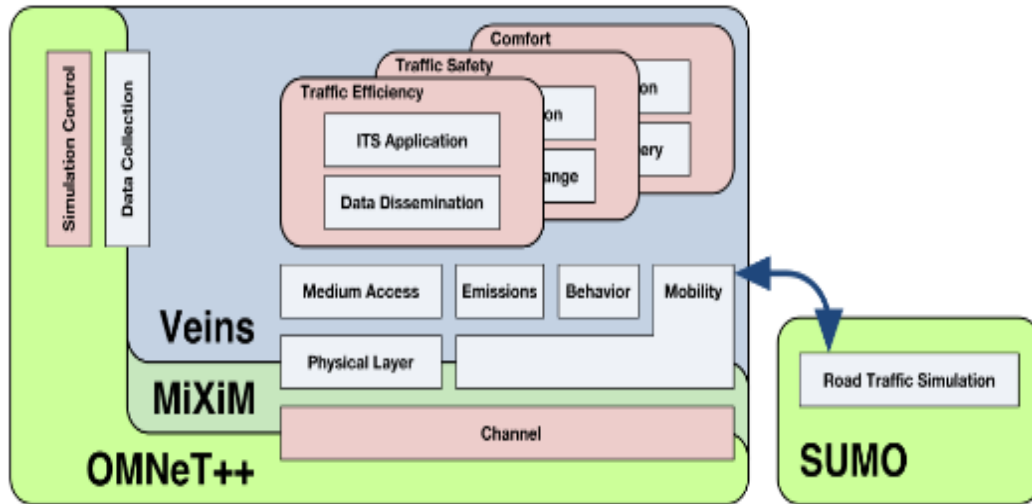 Comfort
Traffic Safety
Traffic Efficiency
Simulation Control
Data Collection
ITS Application
Data Dissemination
on
ange
ion
ery
Medium Access
Emissions
Behavior
Mobility
Veins
Physical Layer
MiXiM
Channel
OMNeT++
Road Traffic Simulation
SUMO